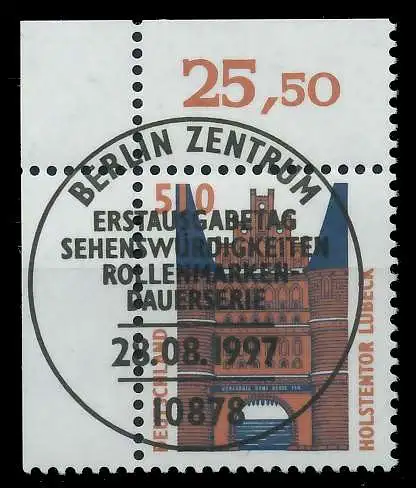 25,50
BERLIN ZENTRUM
510
ERSTAUSGABETAG
SEHENSWÜRDIGKEITEN
ROLLENMARKEN-
DAUERSERIE
28.08.1997
10878
DEUTSCHLAND
HOLSTENTOR LÜBECK